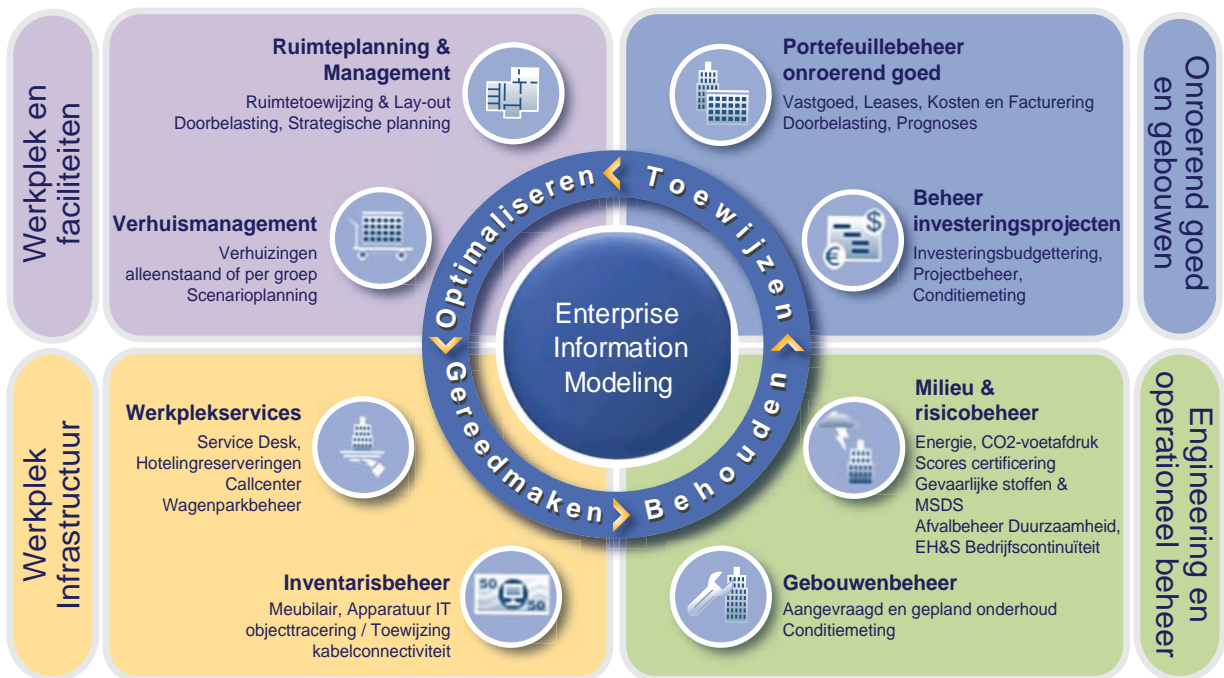 Werkplek en
faciliteiten
Ruimteplanning &
Management
Ruimtetoewijzing & Lay-out
Doorbelasting, Strategische planning
Verhuismanagement
Verhuizingen
alleenstaand of per groep
Scenarioplanning
Portefeuillebeheer
onroerend goed
Vastgoed, Leases, Kosten en Facturering
Doorbelasting, Prognoses
$
€
Beheer
investeringsprojecten
Investeringsbudgettering,
Projectbeheer,
Conditiemeting
Onroerend goed
en gebouwen
Optimaliseren
Toewijzen
Enterprise
Information
Modeling
Gereedmaken
Behouden
Werkplek
Infrastructuur
Werkplekservices
Service Desk,
Hotelingreserveringen
Callcenter
Wagenparkbeheer
Inventarisbeheer
Meubilair, Apparatuur IT
objecttracering / Toewijzing
kabelconnectiviteit
50
50
Milieu &
risicobeheer
Energie, CO2-voetafdruk
Scores certificering
Gevaarlijke stoffen &
MSDS
Afvalbeheer Duurzaamheid,
EH&S Bedrijfscontinuïteit
Gebouwenbeheer
Aangevraagd en gepland onderhoud
Conditiemeting
Engineering en
operationeel beheer